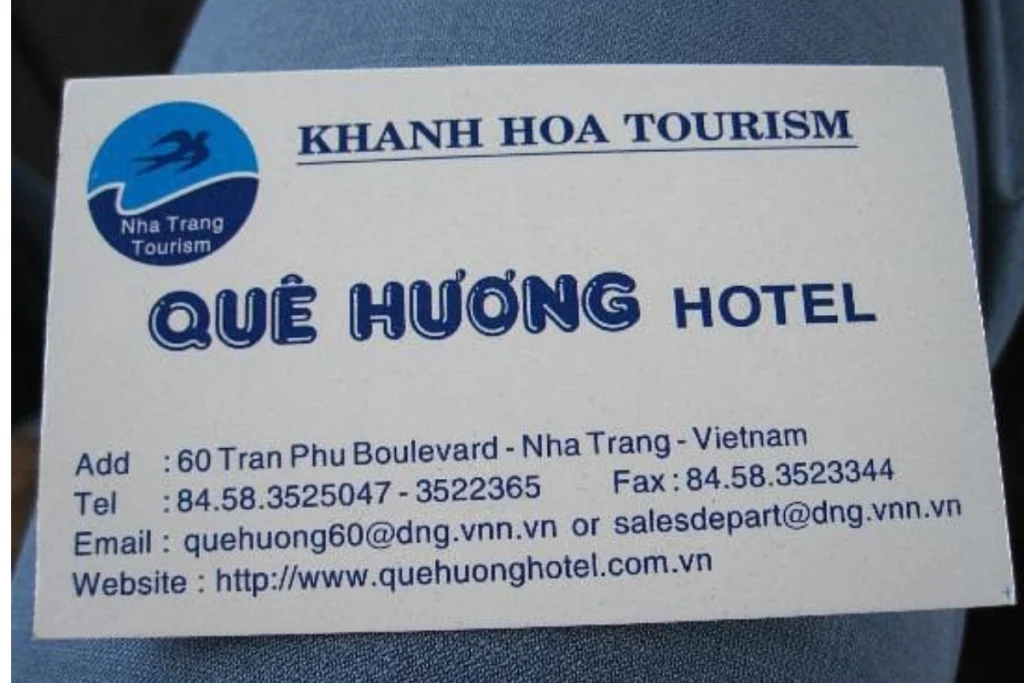 KHANH HOA TOURISM
Nha Trang
Tourism
QUÊ HƯƠNG HOTEL
Add : 60 Tran Phu Boulevard - Nha Trang - Vietnam
Tel : 84.58.3525047 - 3522365 Fax : 84.58.3523344
Email : quehuong60@dng.vnn.vn or salesdepart@dng.vnn.vn
Website : http://www.quehuonghotel.com.vn